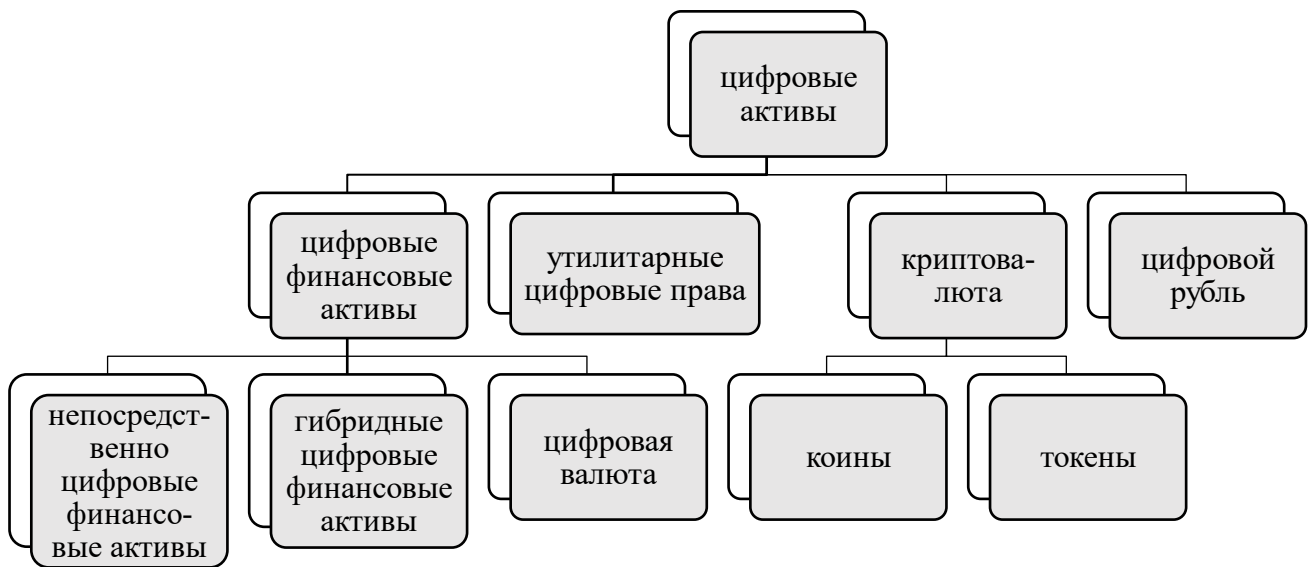 цифровые
активы
цифровые
финансовые
активы
утилитарные
цифровые права
криптова-
люта
цифровой
рубль
непосредст-
венно
цифровые
финансо-
вые активы
гибридные
цифровые
финансовые
активы
цифровая
валюта
коины
токены